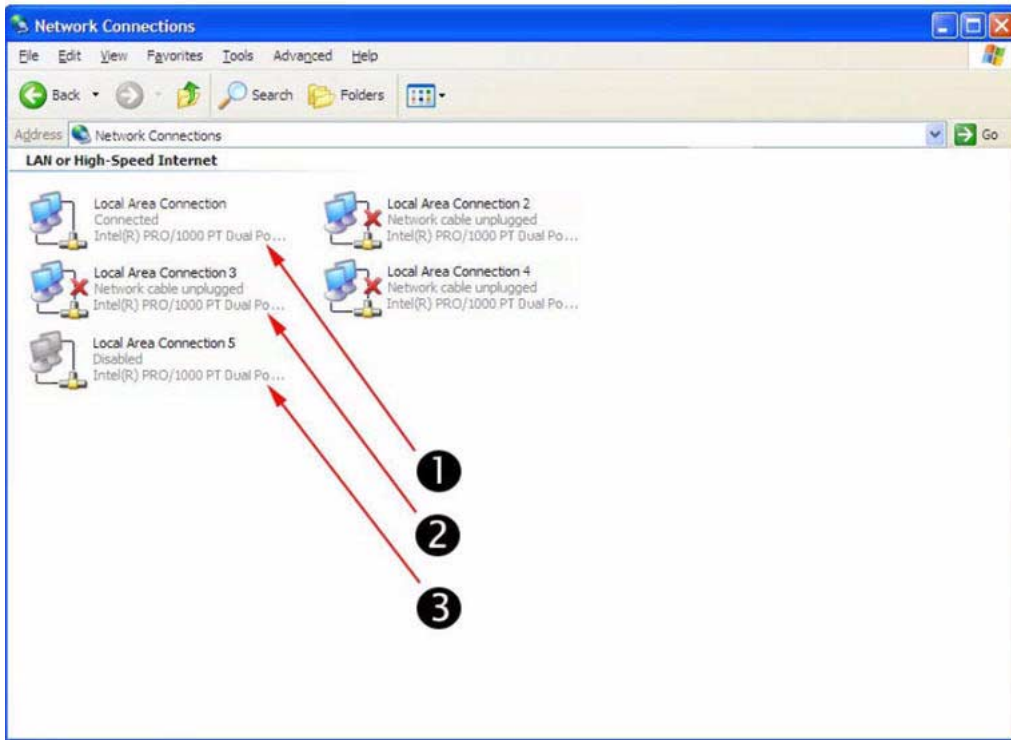 Network Connections
File Edit View Favorites Tools Advanced Help
Back Search Folders
Address Network Connections Go
LAN or High-Speed Internet
Local Area Connection
Connected
Intel(R) PRO/1000 PT Dual Po...
Local Area Connection 2
Network cable unplugged
Intel(R) PRO/1000 PT Dual Po...
Local Area Connection 3
Network cable unplugged
Intel(R) PRO/1000 PT Dual Po...
Local Area Connection 4
Network cable unplugged
Intel(R) PRO/1000 PT Dual Po...
Local Area Connection 5
Disabled
Intel(R) PRO/1000 PT Dual Po...
1
2
3